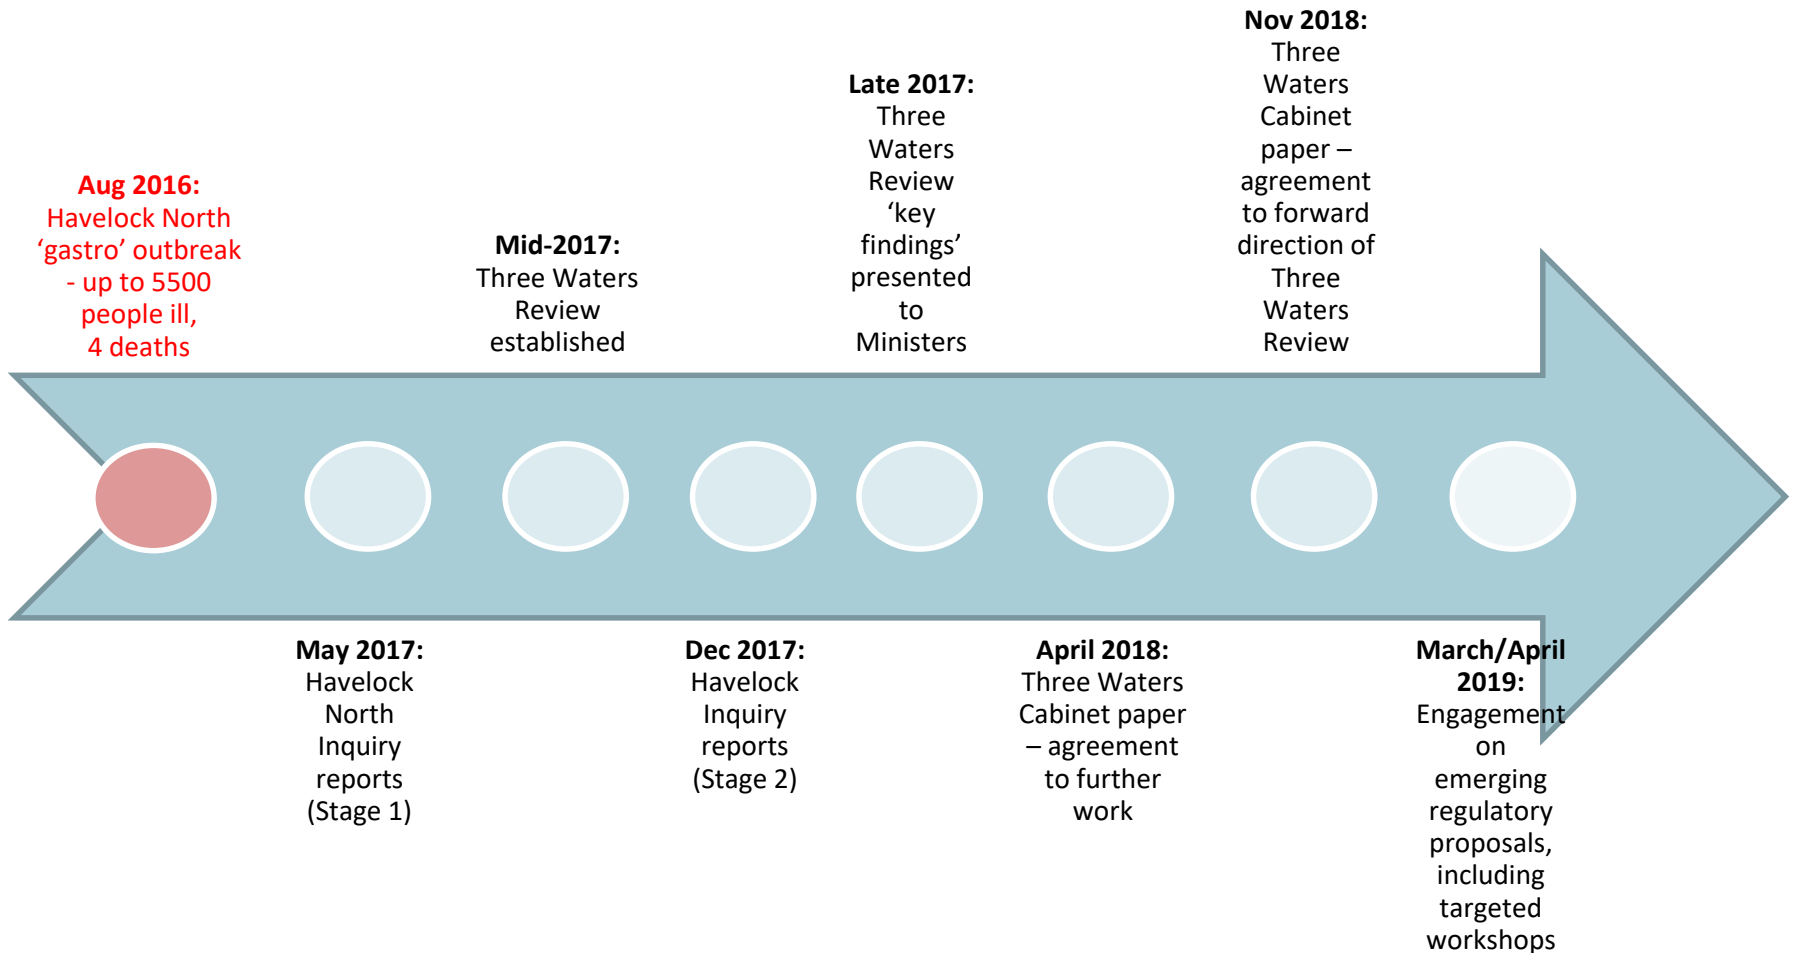 Aug 2016:
Havelock North
‘gastro’ outbreak
- up to 5500
people ill,
4 deaths
May 2017:
Havelock
North
Inquiry
reports
(Stage 1)
Mid-2017:
Three Waters
Review
established
Dec 2017:
Havelock
Inquiry
reports
(Stage 2)
Late 2017:
Three
Waters
Review
‘key
findings’
presented
to
Ministers
April 2018:
Three Waters
Cabinet paper
– agreement
to further
work
Nov 2018:
Three
Waters
Cabinet
paper –
agreement
to forward
direction of
Three
Waters
Review
March/April
2019:
Engagement
on
emerging
regulatory
proposals,
including
targeted
workshops